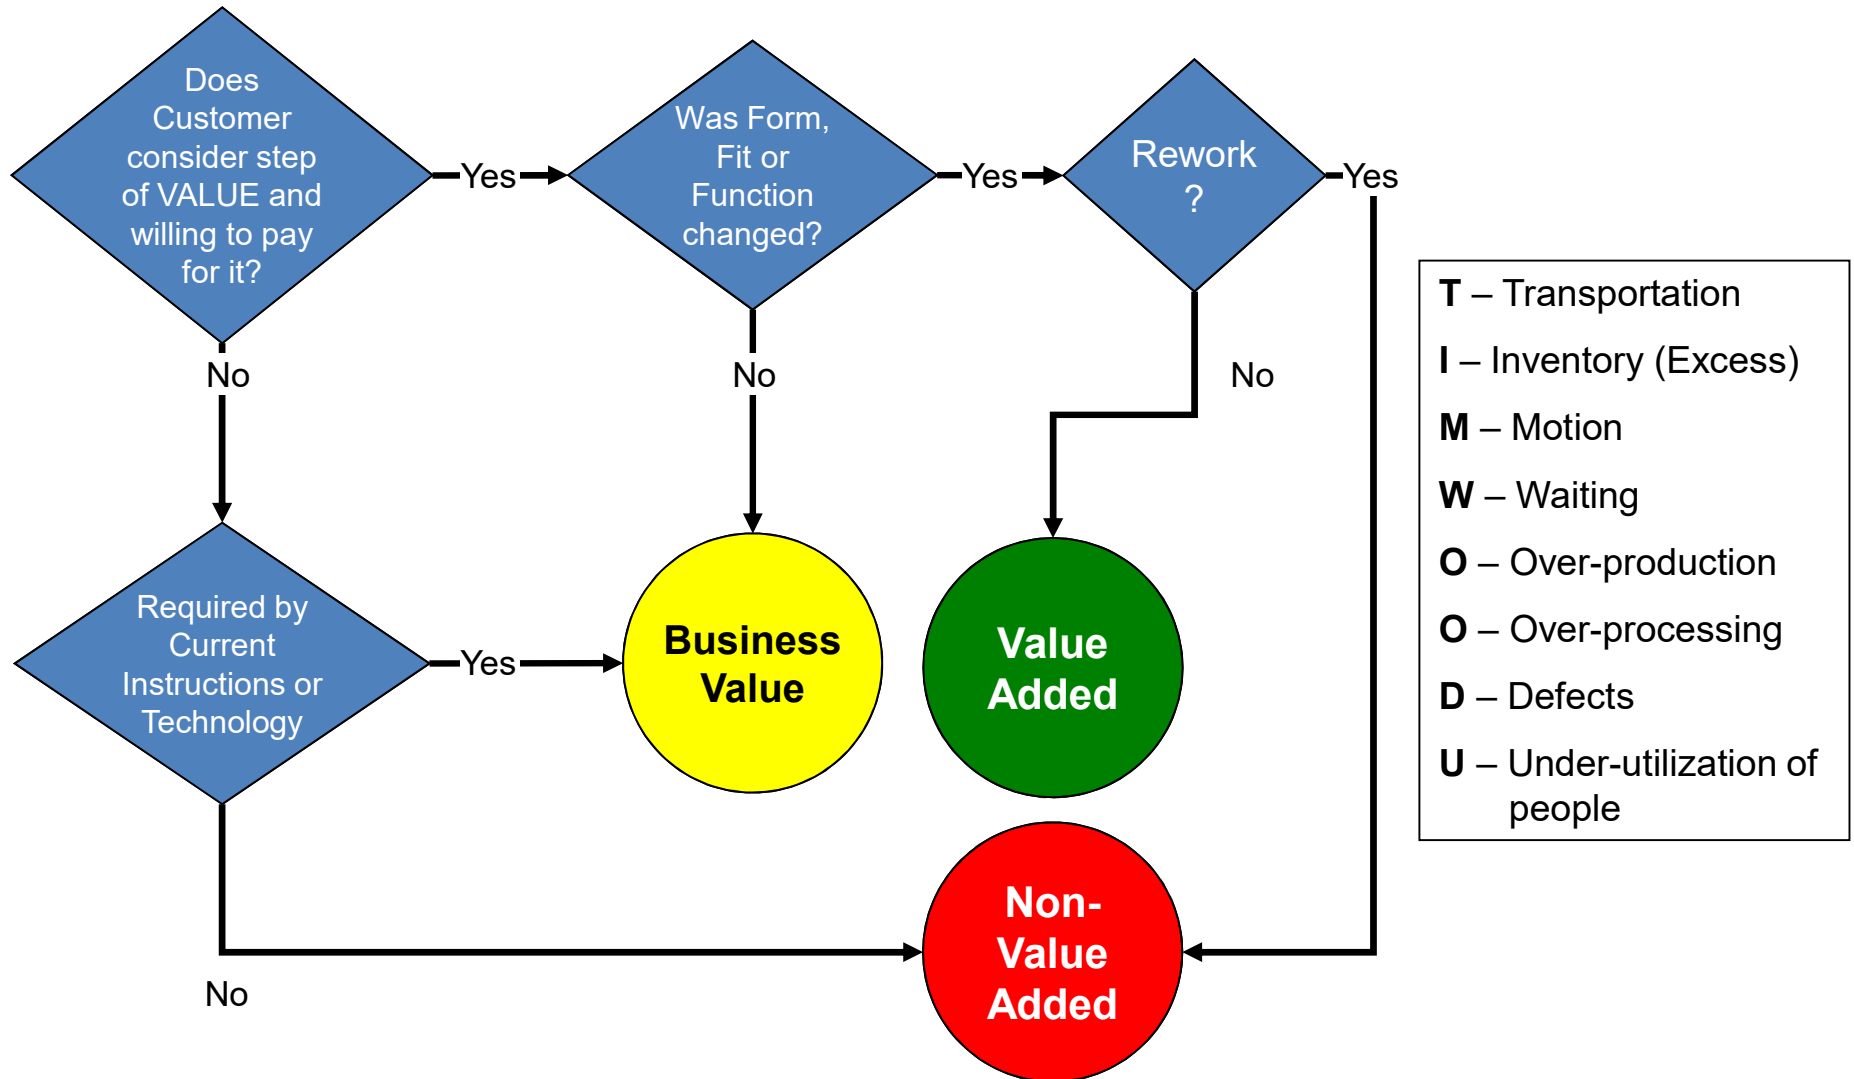 Does
Customer
consider step
of VALUE and
willing to pay
for it?
Yes
Was Form,
Fit or
Function
changed?
Yes
Rework
?
Yes
No
No
No
Required by
Current
Instructions or
Technology
Yes
Business
Value
Value
Added
No
Non-
Value
Added
T – Transportation
I – Inventory (Excess)
M – Motion
W – Waiting
O – Over-production
O – Over-processing
D – Defects
U – Under-utilization of
people